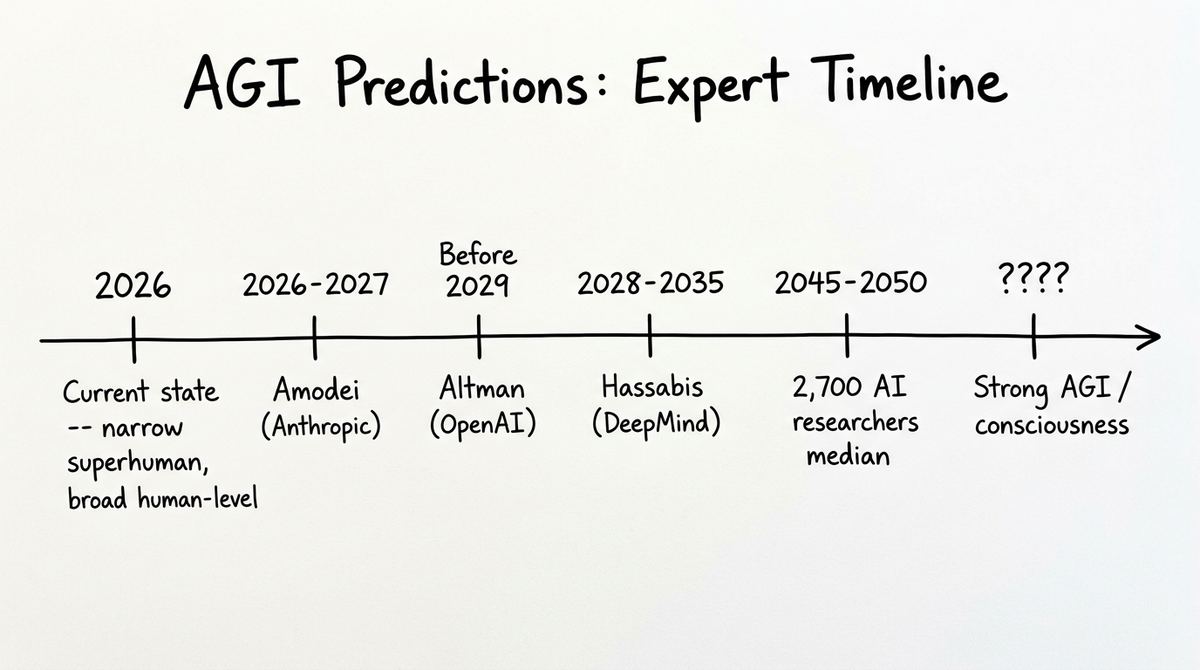 AGI Predictions: Expert Timeline
2026
2026-2027
Before
2029
2028-2035
2045-2050
????
Current state
-- narrow
superhuman,
broad human-level
Amodei
(Anthropic)
Altman
(OpenAI)
Hassabis
(DeepMind)
2,700 AI
researchers
median
Strong AGI /
consciousness